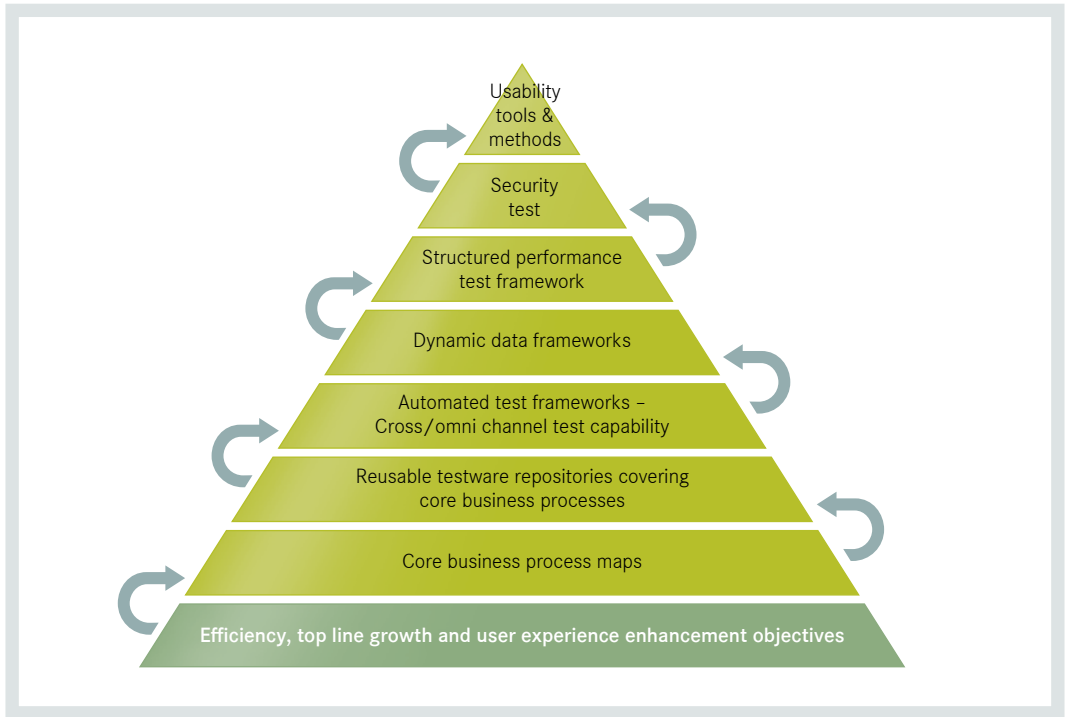 Usability
tools &
methods
Security
test
Structured performance
test framework
Dynamic data frameworks
Automated test frameworks –
Cross/omni channel test capability
Reusable testware repositories covering
core business processes
Core business process maps
Efficiency, top line growth and user experience enhancement objectives